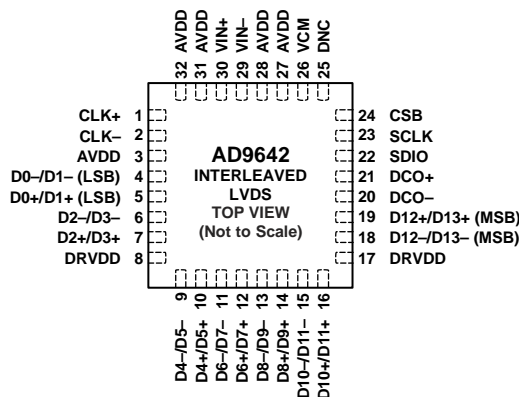 32 AVDD
31 AVDD
30 VIN+
29 VIN–
28 AVDD
27 AVDD
26 VCM
25 DNC
CLK+ 1
CLK– 2
AVDD 3
D0–/D1– (LSB) 4
D0+/D1+ (LSB) 5
D2–/D3– 6
D2+/D3+ 7
DRVDD 8
AD9642
INTERLEAVED
LVDS
TOP VIEW
(Not to Scale)
24 CSB
23 SCLK
22 SDIO
21 DCO+
20 DCO–
19 D12+/D13+ (MSB)
18 D12–/D13– (MSB)
17 DRVDD
D4–/D5– 9
D4+/D5+ 10
D6–/D7– 11
D6+/D7+ 12
D8–/D9– 13
D8+/D9+ 14
D10–/D11– 15
D10+/D11+ 16